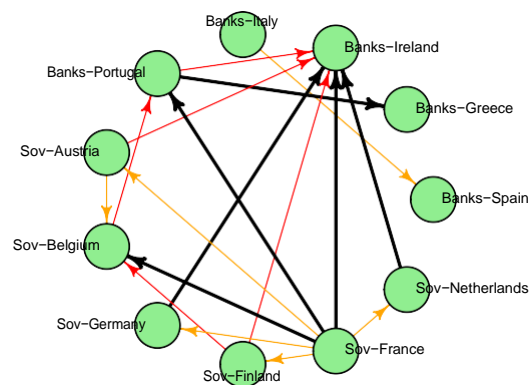 Banks−Italy
Banks−Ireland
Banks−Portugal
Banks−Greece
Sov−Austria
Banks−Spain
Sov−Belgium
Sov−Netherlands
Sov−Germany
Sov−France
Sov−Finland